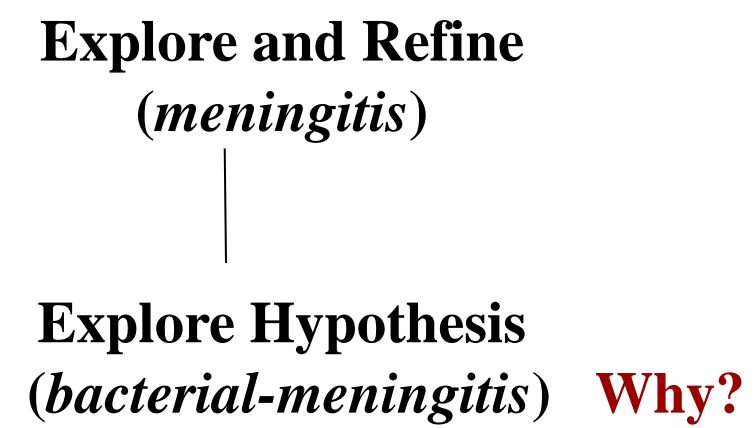 Explore and Refine
(meningitis)
Explore Hypothesis
(bacterial-meningitis) Why?